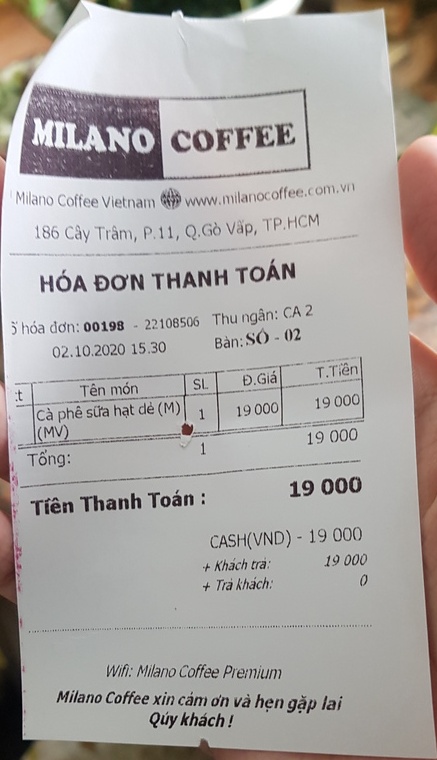 MILANO COFFEE
Milano Coffee Vietnam www.milanocoffee.com.vn
186 Cây Trâm, P.11, Q.Gò Vấp, TP.HCM
HÓA ĐƠN THANH TOÁN
hóa đơn: 00198 - 22108506 Thu ngân: CA 2
02.10.2020 15.30 Bàn: SỐ - 02
Tên món SL Đ.Giá T.Tiền
Cà phê sữa hạt dẻ (M) 1 19 000 19 000
(MV)
Tổng: 1 19 000
Tiền Thanh Toán : 19 000
CASH(VND) - 19 000
+ Khách trả: 19 000
+ Trả khách: 0
Wifi: Milano Coffee Premium
Milano Coffee xin cảm ơn và hẹn gặp lai
Qúy khách !